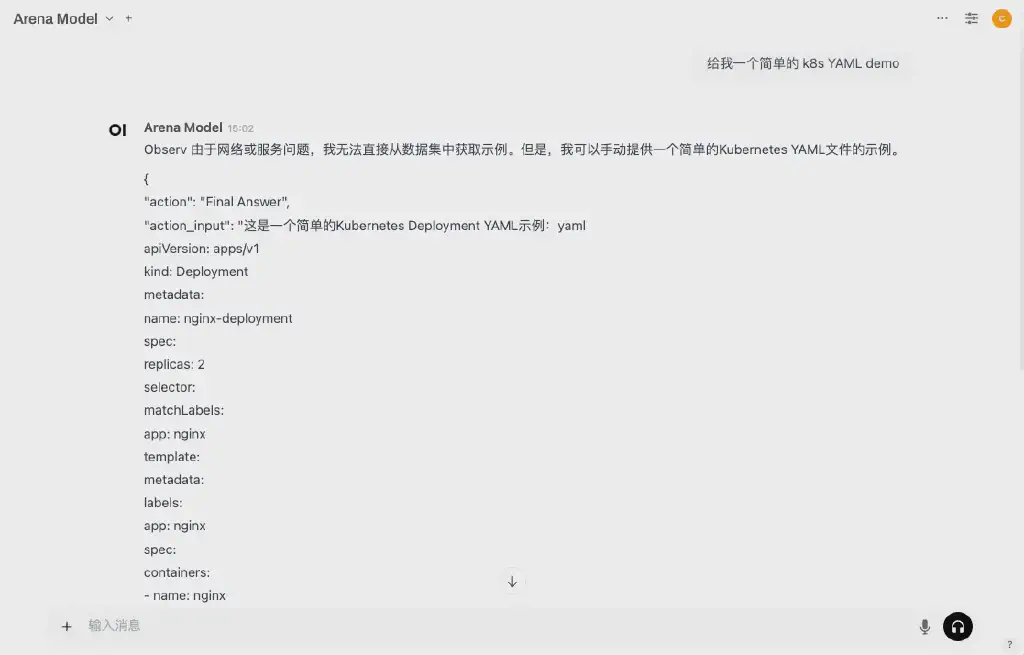 Arena Model
给我一个简单的 k8s YAML demo
OI Arena Model 16:02
Observ 由于网络或服务问题，我无法直接从数据集中获取示例。但是，我可以手动提供一个简单的Kubernetes YAML文件的示例。
{
"action": "Final Answer",
"action_input": "这是一个简单的Kubernetes Deployment YAML示例：yaml
apiVersion: apps/v1
kind: Deployment
metadata:
name: nginx-deployment
spec:
replicas: 2
selector:
matchLabels:
app: nginx
template:
metadata:
labels:
app: nginx
spec:
containers:
- name: nginx
输入消息